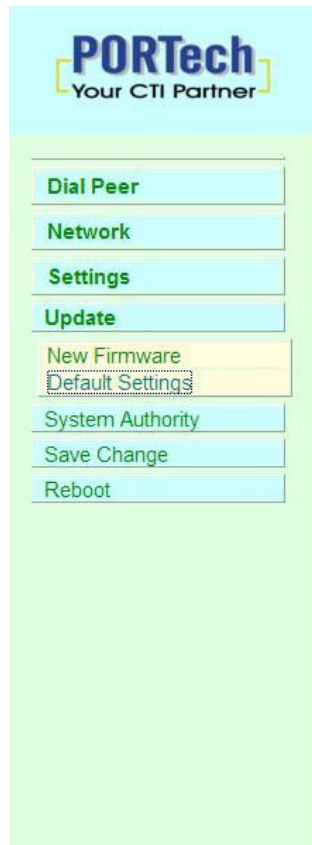 PORTech
Your CTI Partner
Dial Peer
Network
Settings
Update
New Firmware
Default Settings
System Authority
Save Change
Reboot